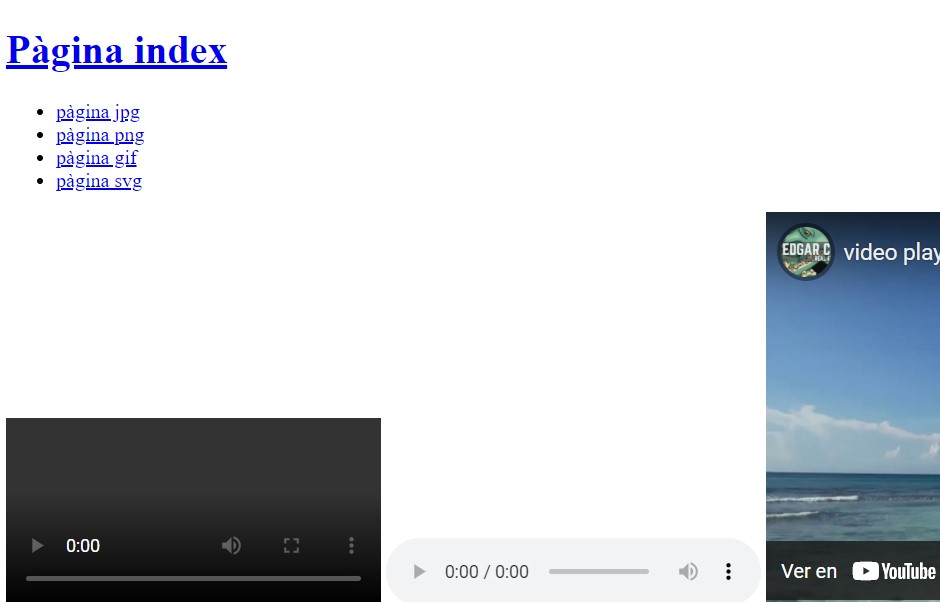 Pàgina index
pàgina jpg
pàgina png
pàgina gif
pàgina svg
EDGAR C
video play
0:00
0:00 / 0:00
Ver en YouTube